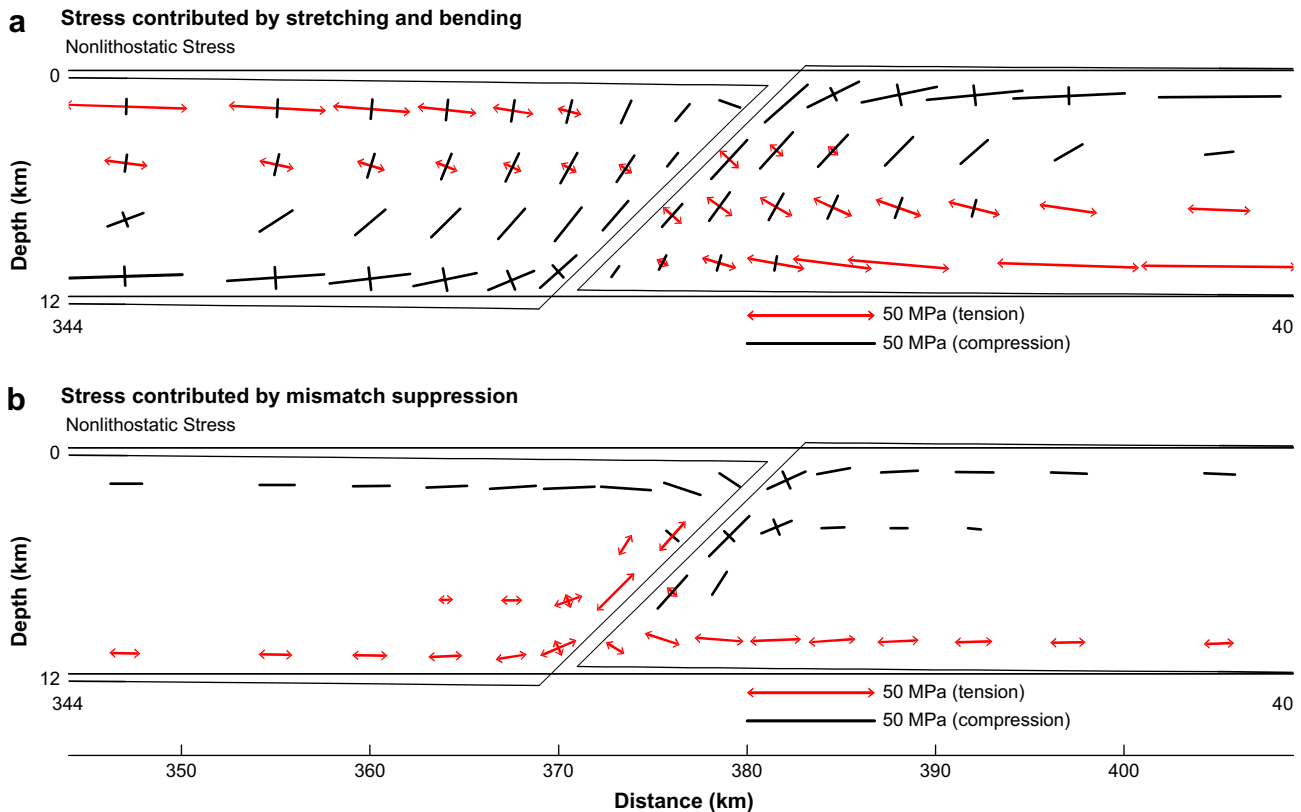 a Stress contributed by stretching and bending
Nonlithostatic Stress
0
Depth (km)
12
344
40
50 MPa (tension)
50 MPa (compression)
b Stress contributed by mismatch suppression
Nonlithostatic Stress
0
Depth (km)
12
344
40
50 MPa (tension)
50 MPa (compression)
350 360 370 380 390 400
Distance (km)